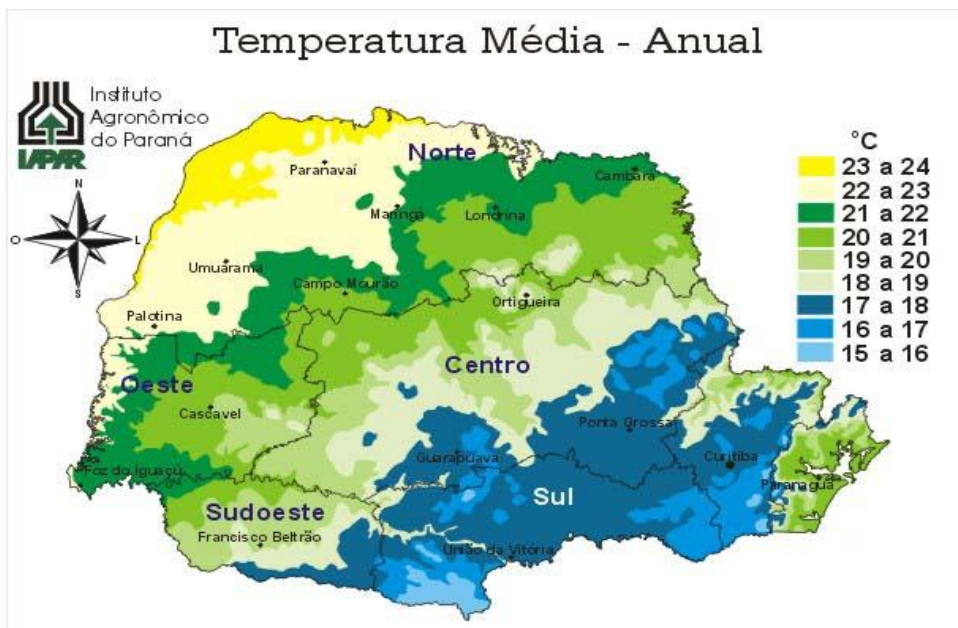 Temperatura Média - Anual
Instituto
Agronômico
do Paraná
IAPAR
N
O
L
S
°C
23 a 24
22 a 23
21 a 22
20 a 21
19 a 20
18 a 19
17 a 18
16 a 17
15 a 16
Norte
Paranavaí
Cambará
Maringá
Londrina
Umuarama
Campo Mourão
Ortigueira
Palotina
Centro
Oeste
Cascavel
Ponta Grossa
Guarapuava
Curitiba
Foz do Iguaçú
Paranaguá
Sul
Sudoeste
Francisco Beltrão
União da Vitória